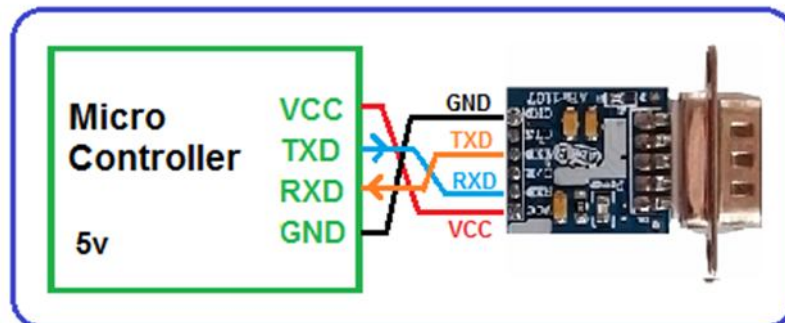 Micro
Controller
5v
VCC
TXD
RXD
GND
GND
TXD
RXD
VCC